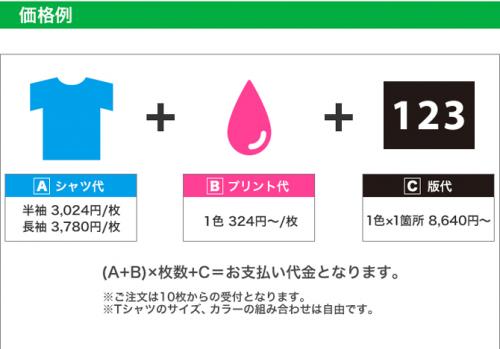 価格例
123
A シャツ代
半袖 3,024円/枚
長袖 3,780円/枚
B プリント代
1色 324円〜/枚
C 版代
1色×1箇所 8,640円〜
(A+B)×枚数+C＝お支払い代金となります。
※ご注文は10枚からの受付となります。
※Tシャツのサイズ、カラーの組み合わせは自由です。